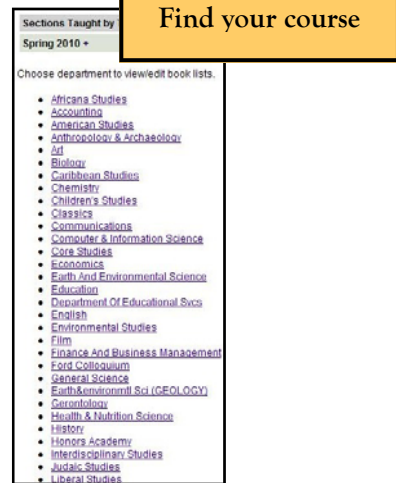 Find your course
Sections Taught by
Spring 2010 +
Choose department to view/edit book lists.
Africana Studies
Accounting
American Studies
Anthropology & Archaeology
Art
Biology
Caribbean Studies
Chemistry
Children's Studies
Classics
Communications
Computer & Information Science
Core Studies
Economics
Earth And Environmental Science
Education
Department Of Educational Svcs
English
Environmental Studies
Film
Finance And Business Management
Ford Colloquium
General Science
Earth&environmtl Sci (GEOLOGY)
Gerontology
Health & Nutrition Science
History
Honors Academy
Interdisciplinary Studies
Judaic Studies
Liberal Studies